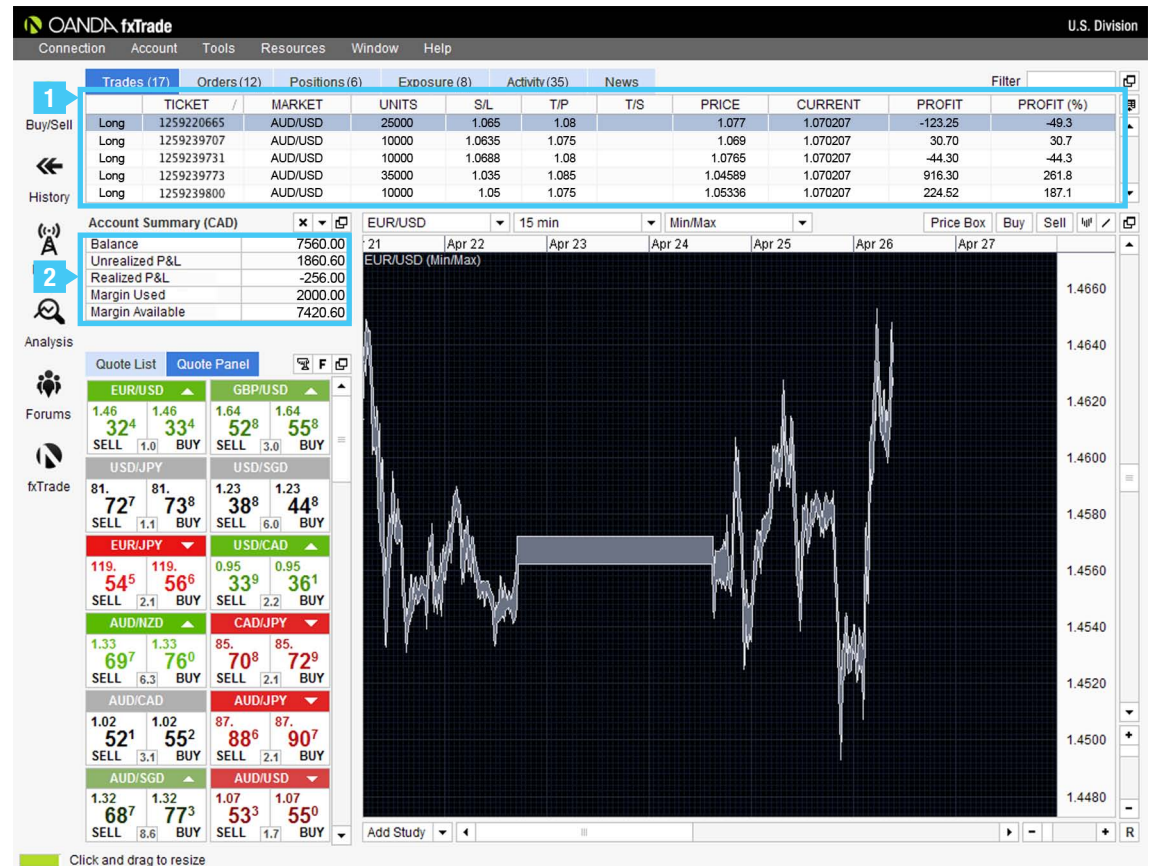 OANDA fxTrade
U.S. Division
Connection Account Tools Resources Window Help
Trades (17) Orders (12) Positions (6) Exposure (8) Activity (35) News Filter
1
Buy/Sell
TICKET / MARKET UNITS S/L T/P T/S PRICE CURRENT PROFIT PROFIT (%)
Long 1259220665 AUD/USD 25000 1.065 1.08 1.077 1.070207 -123.25 -49.3
Long 1259239707 AUD/USD 10000 1.0635 1.075 1.069 1.070207 30.70 30.7
Long 1259239731 AUD/USD 10000 1.0688 1.08 1.0765 1.070207 -44.30 -44.3
Long 1259239773 AUD/USD 35000 1.035 1.085 1.04589 1.070207 916.30 261.8
Long 1259239800 AUD/USD 10000 1.05 1.075 1.05336 1.070207 224.52 187.1
History
2
Analysis
Forums
fxTrade
Account Summary (CAD)
Balance 7560.00
Unrealized P&L 1860.60
Realized P&L -256.00
Margin Used 2000.00
Margin Available 7420.60
Quote List Quote Panel F
EUR/USD GBP/USD
1.46 1.46 1.64 1.64
324 334 528 558
SELL 1.0 BUY SELL 3.0 BUY
USD/JPY USD/SGD
81. 81. 1.23 1.23
727 738 388 448
SELL 1.1 BUY SELL 6.0 BUY
EUR/JPY USD/CAD
119. 119. 0.95 0.95
545 566 339 361
SELL 2.1 BUY SELL 2.2 BUY
AUD/NZD CAD/JPY
1.33 1.33 85. 85.
697 760 708 729
SELL 6.3 BUY SELL 2.1 BUY
AUD/CAD AUD/JPY
1.02 1.02 87. 87.
521 552 886 907
SELL 3.1 BUY SELL 2.1 BUY
AUD/SGD AUD/USD
1.32 1.32 1.07 1.07
687 773 533 550
SELL 8.6 BUY SELL 1.7 BUY
EUR/USD 15 min Min/Max Price Box Buy Sell
21 Apr 22 Apr 23 Apr 24 Apr 25 Apr 26 Apr 27
EUR/USD (Min/Max)
1.4660
1.4640
1.4620
1.4600
1.4580
1.4560
1.4540
1.4520
1.4500
1.4480
Add Study R
Click and drag to resize